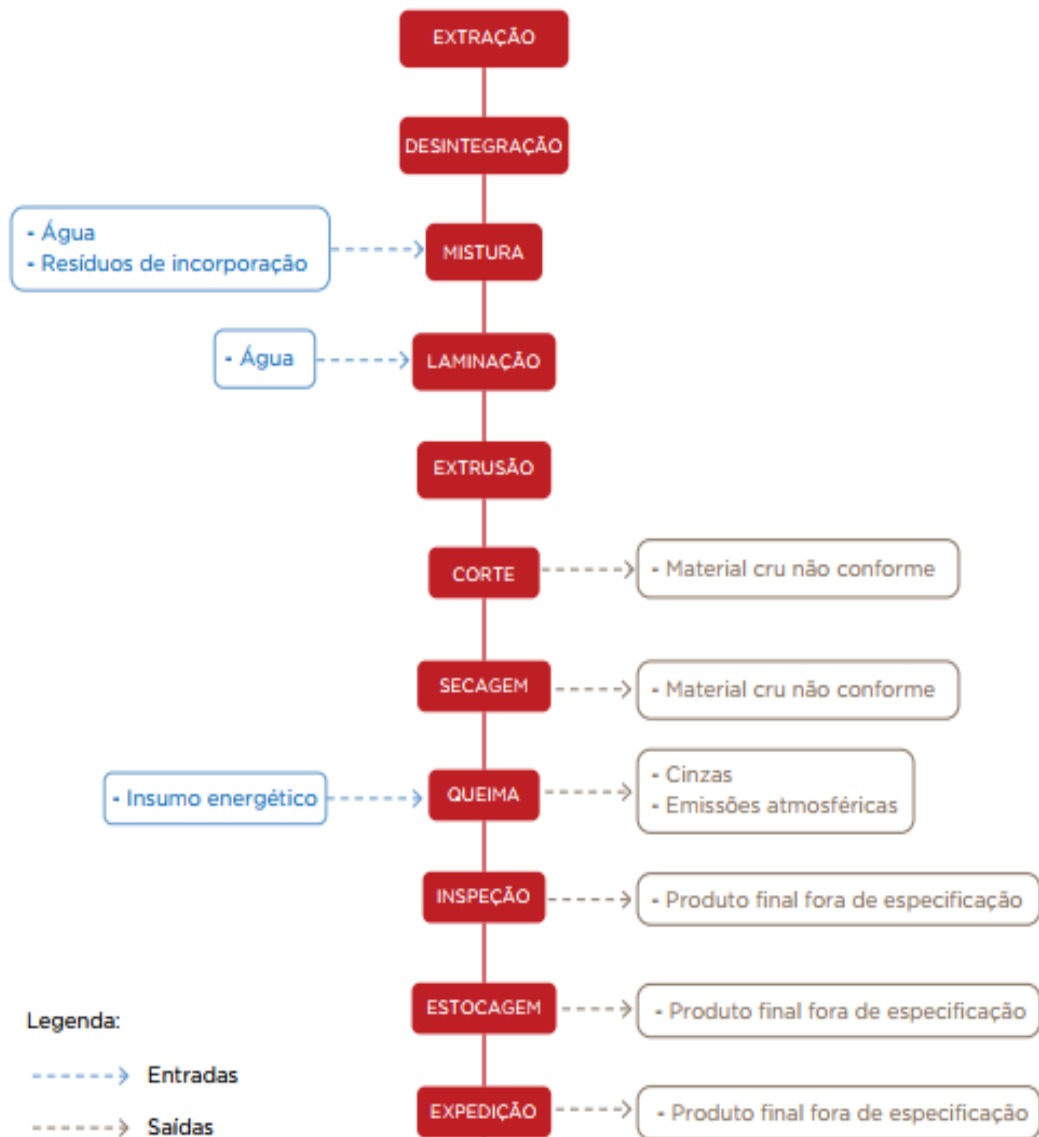 EXTRAÇÃO
DESINTEGRAÇÃO
- Água
- Resíduos de incorporação
MISTURA
- Água
LAMINAÇÃO
EXTRUSÃO
CORTE
- Material cru não conforme
SECAGEM
- Material cru não conforme
- Insumo energético
QUEIMA
- Cinzas
- Emissões atmosféricas
INSPEÇÃO
- Produto final fora de especificação
ESTOCAGEM
- Produto final fora de especificação
EXPEDIÇÃO
- Produto final fora de especificação
Legenda:
Entradas
Saídas